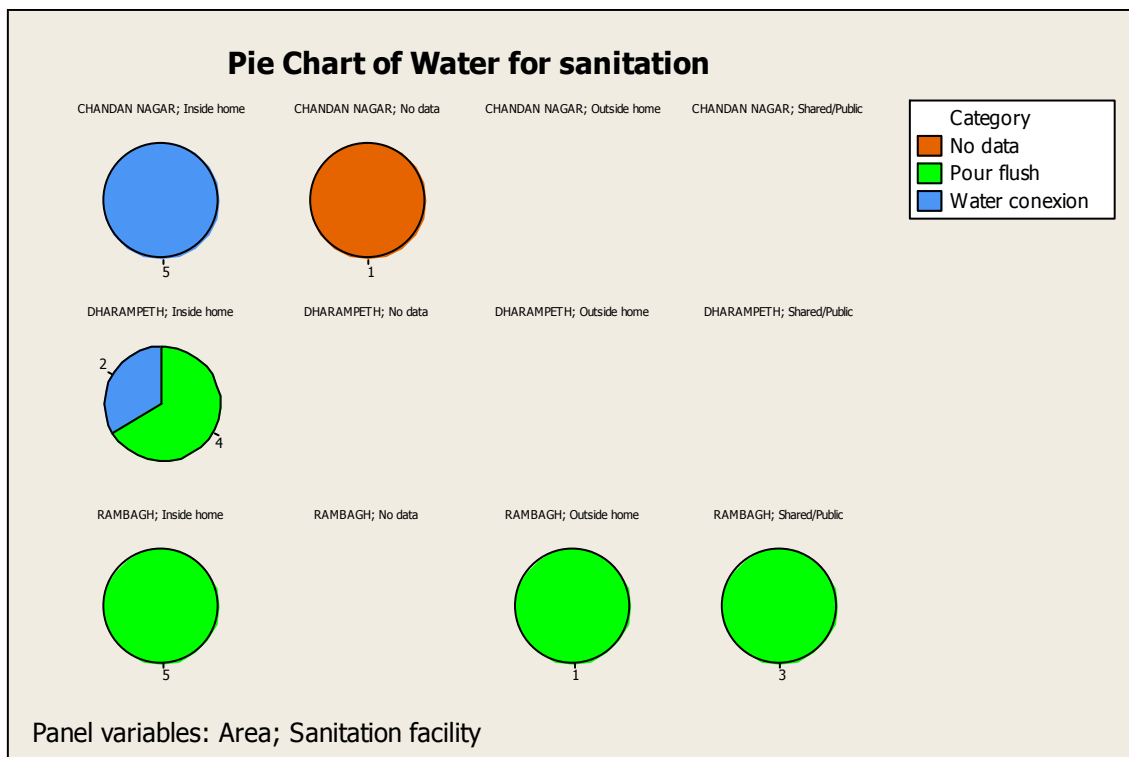 Pie Chart of Water for sanitation
CHANDAN NAGAR; Inside home
CHANDAN NAGAR; No data
CHANDAN NAGAR; Outside home
CHANDAN NAGAR; Shared/Public
Category
No data
Pour flush
Water conexion
5
1
DHARAMPETH; Inside home
DHARAMPETH; No data
DHARAMPETH; Outside home
DHARAMPETH; Shared/Public
2
4
RAMBAGH; Inside home
RAMBAGH; No data
RAMBAGH; Outside home
RAMBAGH; Shared/Public
5
1
3
Panel variables: Area; Sanitation facility